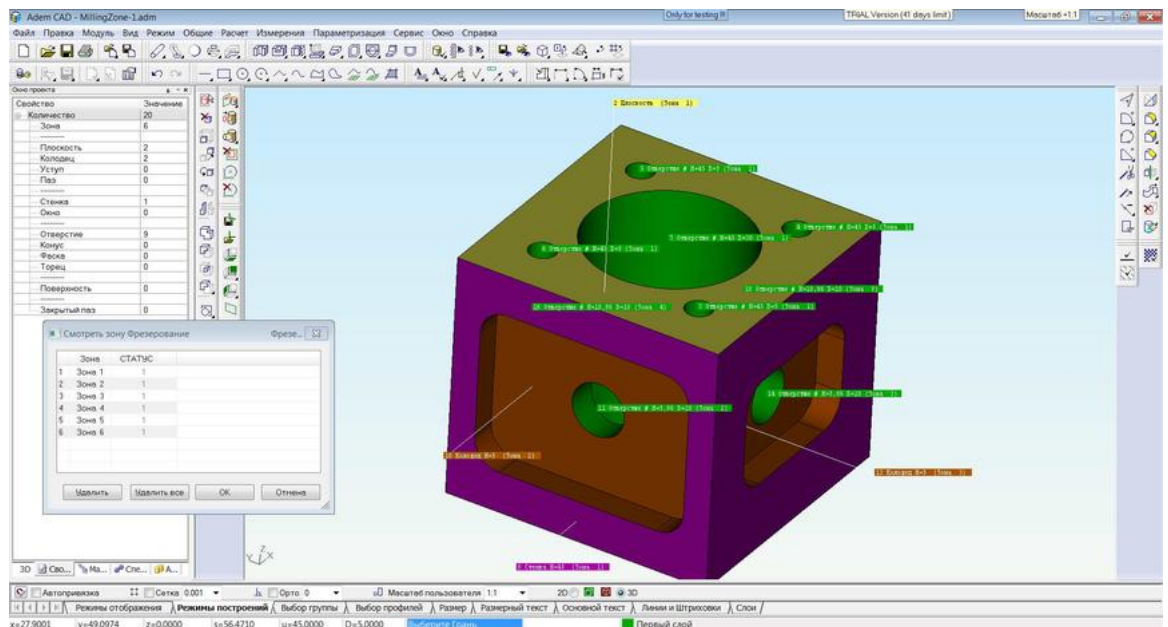 Adem CAD - MillingZone-1.adm
Only for testing !!!
TRIAL Version (41 days limit)
Масштаб =1:1
Файл Правка Модуль Вид Режим Общие Расчет Измерения Параметризация Сервис Окно Справка
Окно проекта
Свойство Значение
Количество 20
Зона 6
Плоскость 2
Колодец 2
Уступ 0
Паз 0
Стенка 1
Окно 0
Отверстие 9
Конус 0
Фаска 0
Торец 0
Поверхность 0
Закрытый паз 0
2 Плоскость (Зона 1)
Смотреть зону Фрезерование Фрезе...
Зона СТАТУС
1 Зона 1 1
2 Зона 2 1
3 Зона 3 1
4 Зона 4 1
5 Зона 5 1
6 Зона 6 1
Удалить Удалить все ОК Отмена
Z
X
Y
3D Сво... Ма... Спе... А...
Автопривязка Сетка 0.001 Орто 0 Масштаб пользователя 1:1 2D 3D
Режимы отображения Режимы построений Выбор группы Выбор профилей Размер Размерный текст Основной текст Линии и Штриховки Слои
x=27.9001 y=49.0974 z=0.0000 s=56.4710 u=45.0000 D=5.0000 Выберите Грань Первый слой